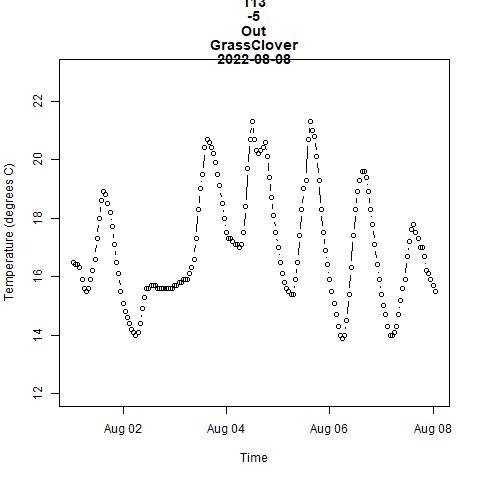 T13
-5
Out
GrassClover
2022-08-08
Temperature (degrees C)
22
20
18
16
14
12
Aug 02
Aug 04
Aug 06
Aug 08
Time